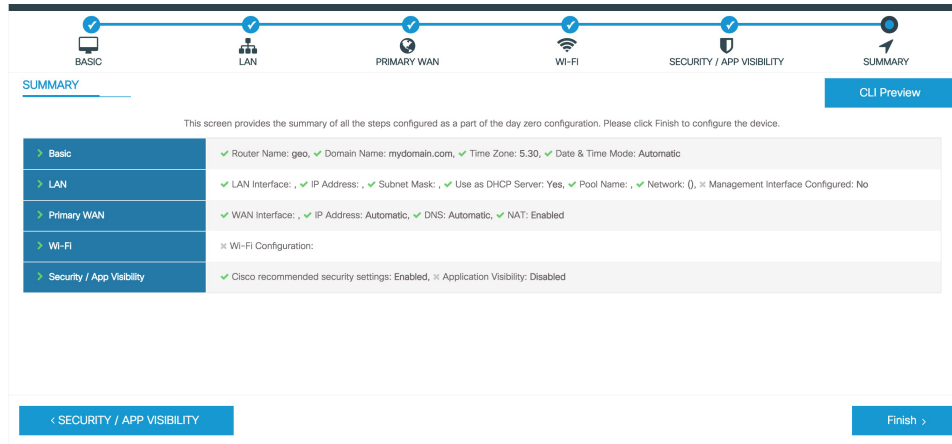 BASIC
LAN
PRIMARY WAN
WI-FI
SECURITY / APP VISIBILITY
SUMMARY
SUMMARY
CLI Preview
This screen provides the summary of all the steps configured as a part of the day zero configuration. Please click Finish to configure the device.
> Basic
✔ Router Name: geo, ✔ Domain Name: mydomain.com, ✔ Time Zone: 5.30, ✔ Date & Time Mode: Automatic
> LAN
✔ LAN Interface: , ✔ IP Address: , ✔ Subnet Mask: , ✔ Use as DHCP Server: Yes, ✔ Pool Name: , ✔ Network: (), ✖ Management Interface Configured: No
> Primary WAN
✔ WAN Interface: , ✔ IP Address: Automatic, ✔ DNS: Automatic, ✔ NAT: Enabled
> Wi-Fi
✖ Wi-Fi Configuration:
> Security / App Visibility
✔ Cisco recommended security settings: Enabled, ✖ Application Visibility: Disabled
< SECURITY / APP VISIBILITY
Finish >